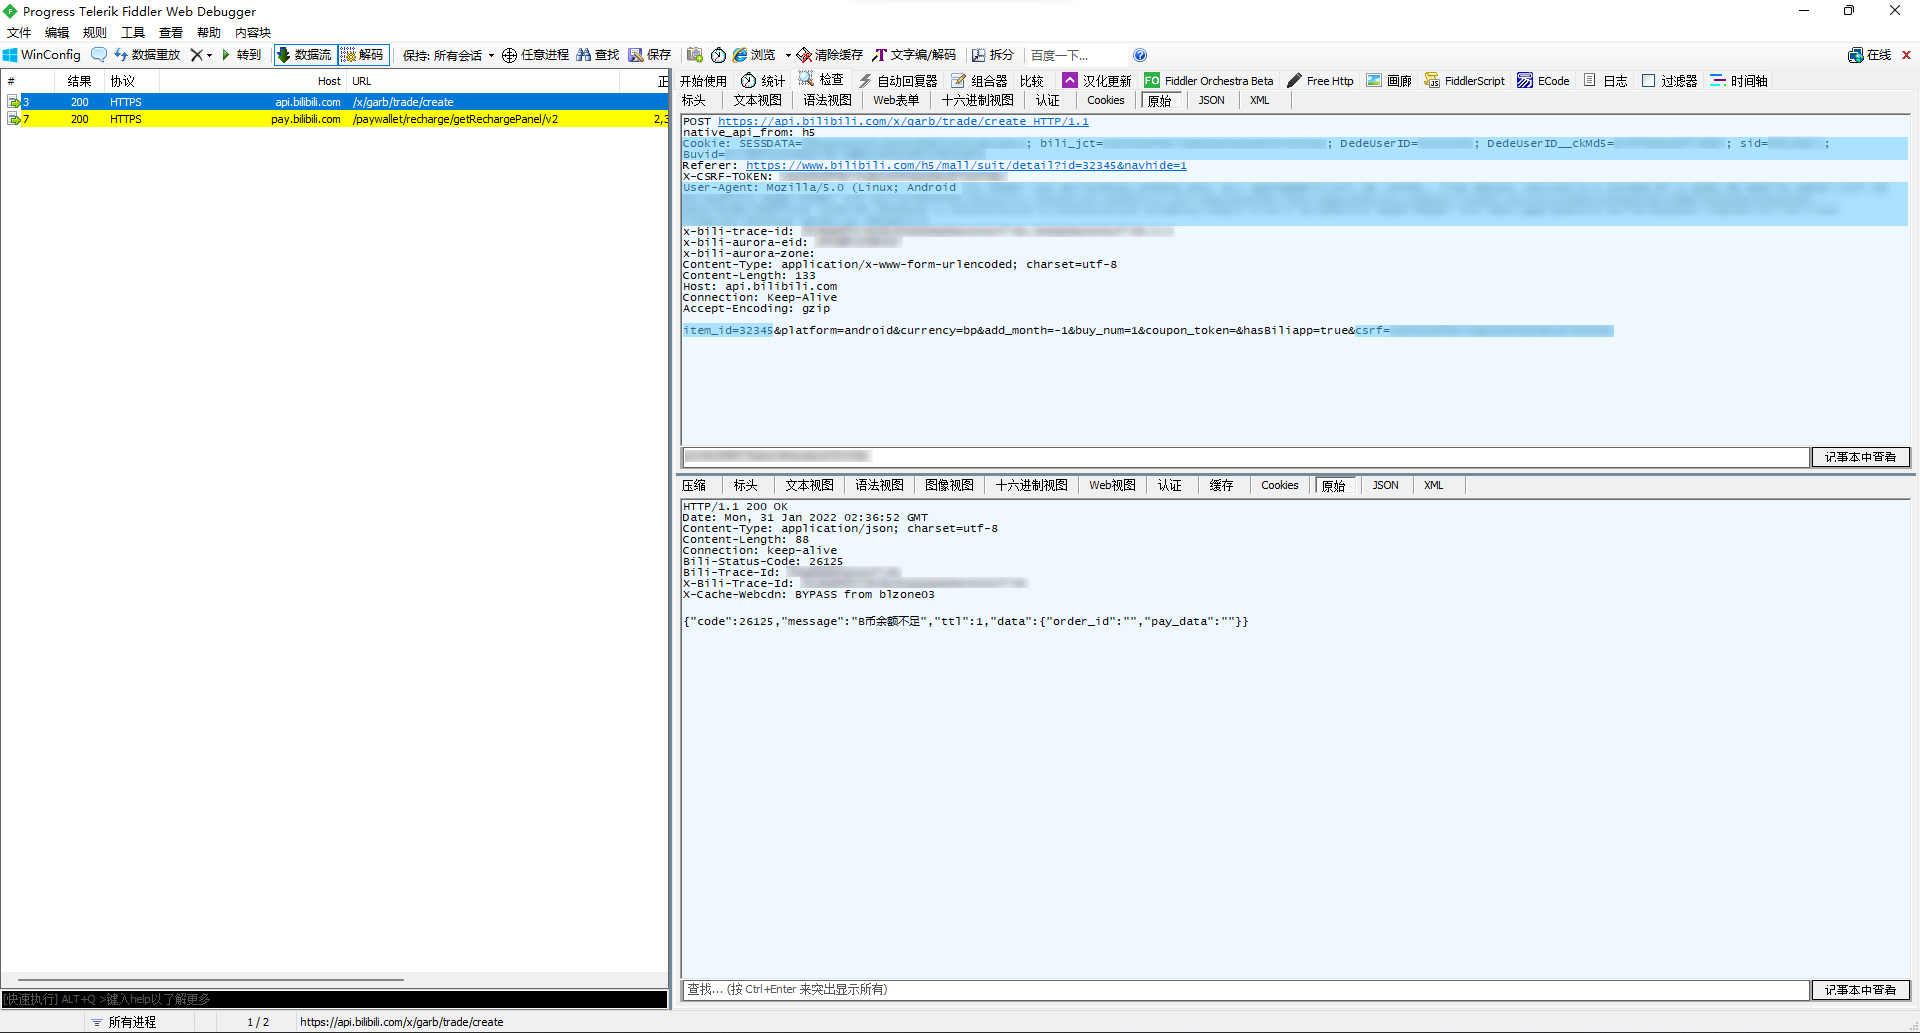 Progress Telerik Fiddler Web Debugger
文件 编辑 规则 工具 查看 帮助 内容块
WinConfig 数据重放 转到 数据流 解码 保持: 所有会话 任意进程 查找 保存 浏览 清除缓存 文字编/解码 拆分 百度一下... 在线
# 结果 协议 Host URL 正
3 200 HTTPS api.bilibili.com /x/garb/trade/create
7 200 HTTPS pay.bilibili.com /paywallet/recharge/getRechargePanel/v2 2,3
开始使用 统计 检查 自动回复器 组合器 比较 汉化更新 FO Fiddler Orchestra Beta Free Http 画廊 FiddlerScript ECode 日志 过滤器 时间轴
标头 文本视图 语法视图 Web表单 十六进制视图 认证 Cookies 原始 JSON XML
POST https://api.bilibili.com/x/garb/trade/create HTTP/1.1
native_api_from: h5
Cookie: SESSDATA= ; bili_jct= ; DedeUserID= ; DedeUserID__ckMd5= ; sid= ;
Buvid=
Referer: https://www.bilibili.com/h5/mall/suit/detail?id=32345&navhide=1
X-CSRF-TOKEN:
User-Agent: Mozilla/5.0 (Linux; Android
x-bili-trace-id:
x-bili-aurora-eid:
x-bili-aurora-zone:
Content-Type: application/x-www-form-urlencoded; charset=utf-8
Content-Length: 133
Host: api.bilibili.com
Connection: Keep-Alive
Accept-Encoding: gzip
item_id=32345&platform=android&currency=bp&add_month=-1&buy_num=1&coupon_token=&hasBiliapp=true&csrf=
记事本中查看
压缩 标头 文本视图 语法视图 图像视图 十六进制视图 Web视图 认证 缓存 Cookies 原始 JSON XML
HTTP/1.1 200 OK
Date: Mon, 31 Jan 2022 02:36:52 GMT
Content-Type: application/json; charset=utf-8
Content-Length: 88
Connection: keep-alive
Bili-Status-Code: 26125
Bili-Trace-Id:
X-Bili-Trace-Id:
X-Cache-Webcdn: BYPASS from blzone03
{"code":26125,"message":"B币余额不足","ttl":1,"data":{"order_id":"","pay_data":""}}
查找... (按 Ctrl+Enter 来突出显示所有) 记事本中查看
[快速执行] ALT+Q >键入help以了解更多
所有进程 1 / 2 https://api.bilibili.com/x/garb/trade/create